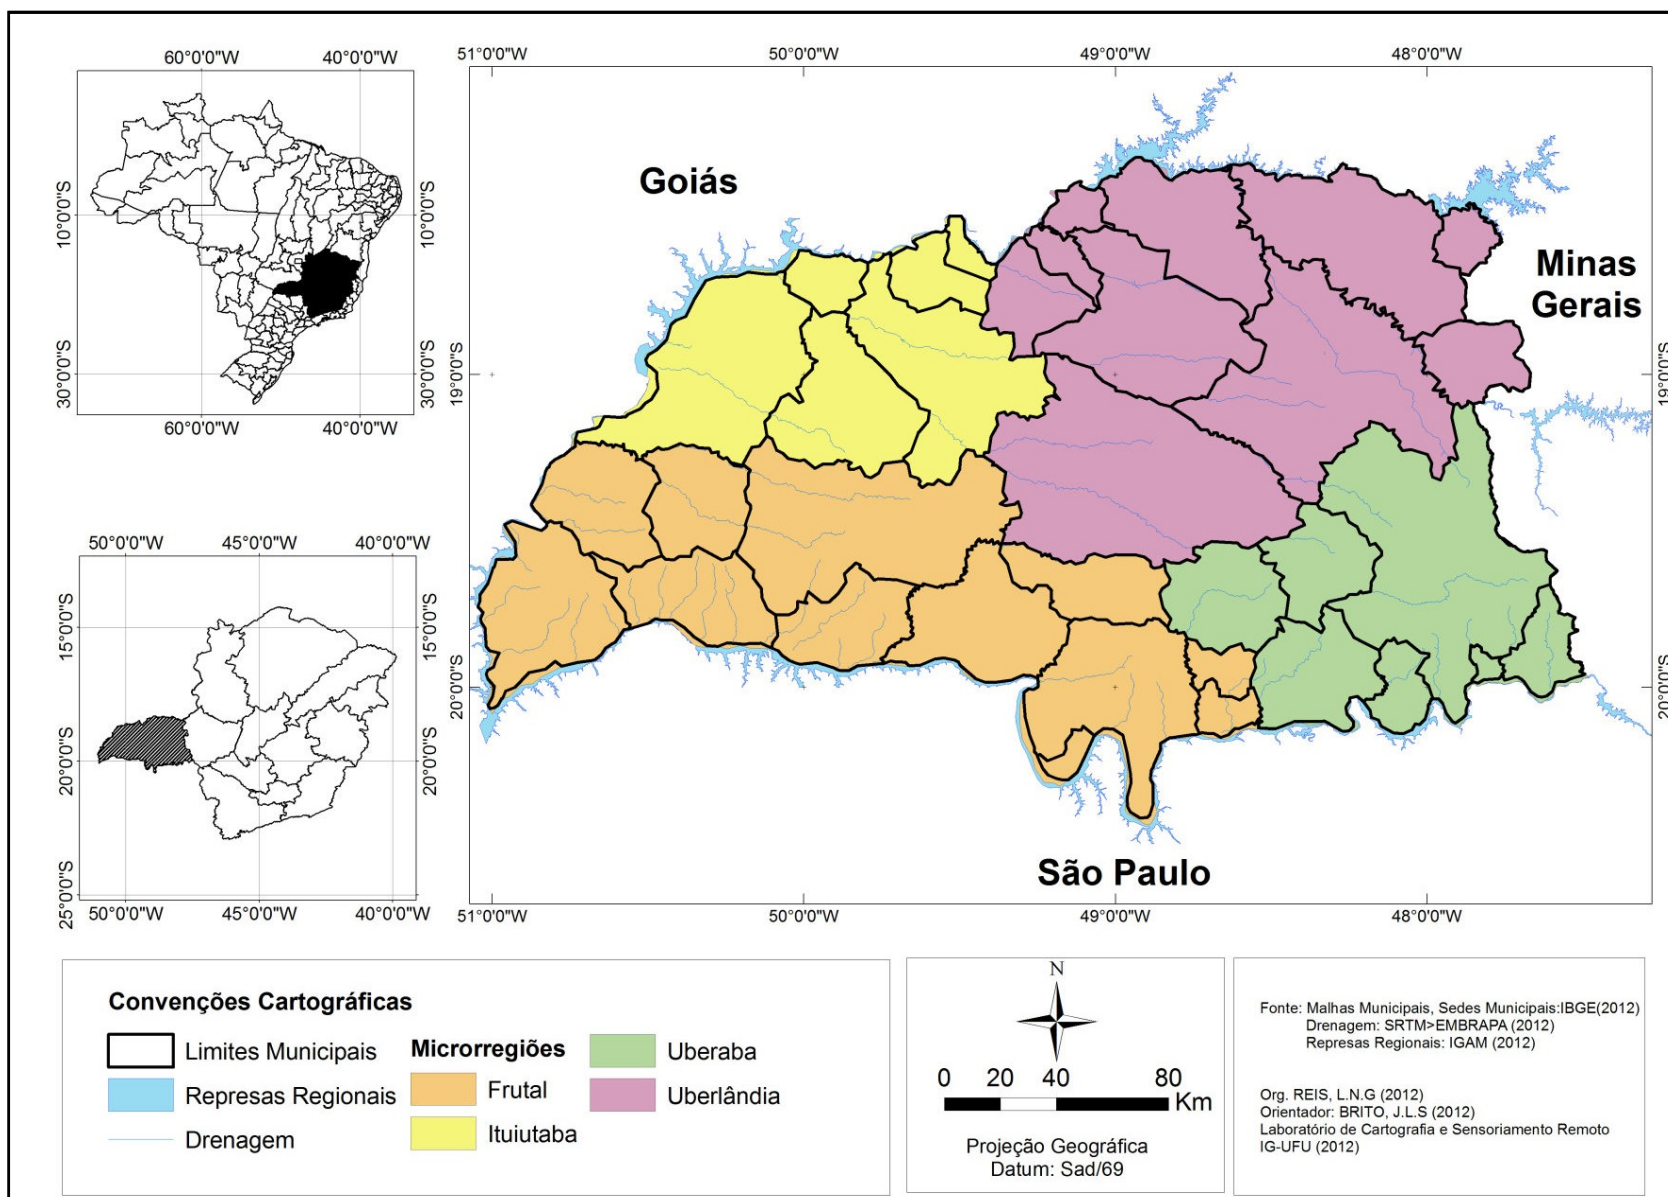 60°0'0"W 40°0'0"W
10°0'0"S
10°0'0"S
30°0'0"S
30°0'0"S
60°0'0"W 40°0'0"W
50°0'0"W 45°0'0"W 40°0'0"W
15°0'0"S
15°0'0"S
20°0'0"S
20°0'0"S
25°0'0"S
50°0'0"W 45°0'0"W 40°0'0"W
51°0'0"W 50°0'0"W 49°0'0"W 48°0'0"W
Goiás
Minas
Gerais
19°0'0"S
19°0'0"S
20°0'0"S
20°0'0"S
São Paulo
51°0'0"W 50°0'0"W 49°0'0"W 48°0'0"W
Convenções Cartográficas
Limites Municipais
Represas Regionais
Drenagem
Microrregiões
Frutal
Ituiutaba
Uberaba
Uberlândia
N
0 20 40 80
Km
Projeção Geográfica
Datum: Sad/69
Fonte: Malhas Municipais, Sedes Municipais:IBGE(2012)
Drenagem: SRTM>EMBRAPA (2012)
Represas Regionais: IGAM (2012)
Org. REIS, L.N.G (2012)
Orientador: BRITO, J.L.S (2012)
Laboratório de Cartografia e Sensoriamento Remoto
IG-UFU (2012)